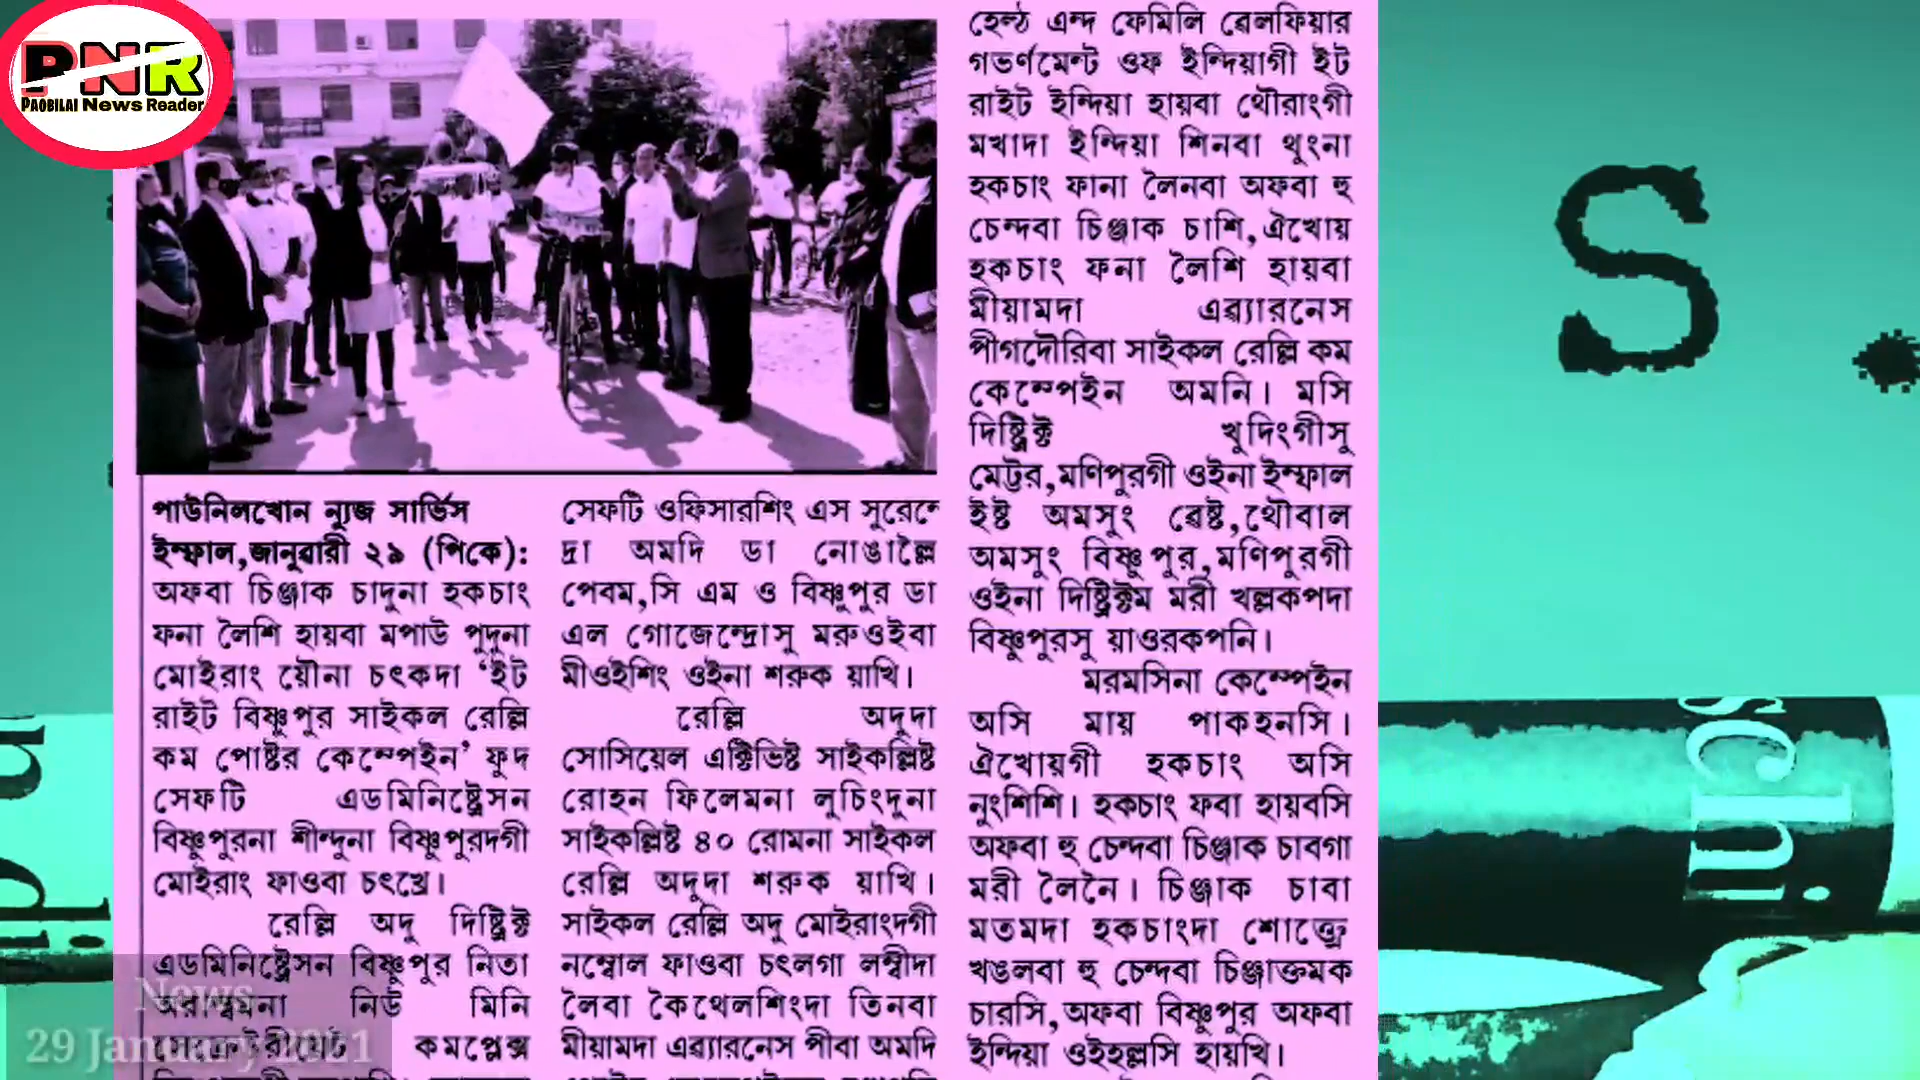 PNR
PAOBILAI News Reader
পাউনিলখোন ন্যুজ সার্ভিস
ইম্ফাল,জানুৱারী ২৯ (পিকে):
অফবা চিঞ্জাক চাদুনা হকচাং
ফনা লৈশি হায়বা মপাউ পুদুনা
মোইরাং য়ৌনা চৎকদা ‘ইট
রাইট বিষ্ণুপুর সাইকল রেল্লি
কম পোষ্টর কেম্পেইন’ ফুদ
সেফটি এডমিনিষ্ট্রেসন
বিষ্ণুপুরনা শীন্দুনা বিষ্ণুপুরদগী
মোইরাং ফাওবা চৎখ্রে।
রেল্লি অদু দিষ্ট্রিক্ট
এডমিনিষ্ট্রেসন বিষ্ণুপুর নিতা
নিউ মিনি
কমপ্লেক্স
সেফটি ওফিসারশিং এস সুরেন্দে
দ্রা অমদি ডা নোঙাল্লৈ
পেবম,সি এম ও বিষ্ণুপুর ডা
এল গোজেন্দ্রোসু মরুওইবা
মীওইশিং ওইনা শরুক য়াখি।
রেল্লি অদুদা
সোসিয়েল এক্টিভিষ্ট সাইকল্লিষ্ট
রোহন ফিলেমনা লুচিংদুনা
সাইকল্লিষ্ট ৪০ রোমনা সাইকল
রেল্লি অদুদা শরুক য়াখি।
সাইকল রেল্লি অদু মোইরাংদগী
নম্বোল ফাওবা চৎলগা লম্বীদা
লৈবা কৈথেলশিংদা তিনবা
মীয়ামদা এৱ্যারনেস পীবা অমদি
হেল্থ এন্দ ফেমিলি ৱেলফিয়ার
গভর্ণমেন্ট ওফ ইন্দিয়াগী ইট
রাইট ইন্দিয়া হায়বা থৌরাংগী
মখাদা ইন্দিয়া শিনবা থুংনা
হকচাং ফানা লৈনবা অফবা হু
চেন্দবা চিঞ্জাক চাশি,ঐখোয়
হকচাং ফনা লৈশি হায়বা
মীয়ামদা এৱ্যারনেস
পীগদৌরিবা সাইকল রেল্লি কম
কেম্পেইন অমনি। মসি
দিষ্ট্রিক্ট খুদিংগীসু
মেট্টর,মণিপুরগী ওইনা ইম্ফাল
ইষ্ট অমসুং ৱেষ্ট,থৌবাল
অমসুং বিষ্ণুপুর,মণিপুরগী
ওইনা দিষ্ট্রিক্টম মরী খল্লকপদা
বিষ্ণুপুরসু য়াওরকপনি।
মরমসিনা কেম্পেইন
অসি মায় পাকহনসি।
ঐখোয়গী হকচাং অসি
নুংশিশি। হকচাং ফবা হায়বসি
অফবা হু চেন্দবা চিঞ্জাক চাবগা
মরী লৈনৈ। চিঞ্জাক চাবা
মতমদা হকচাংদা শোক্লে
খঙলবা হু চেন্দবা চিঞ্জাক্তমক
চারসি,অফবা বিষ্ণুপুর অফবা
ইন্দিয়া ওইহল্লসি হায়খি।
S.
schi
News
29 January 2021